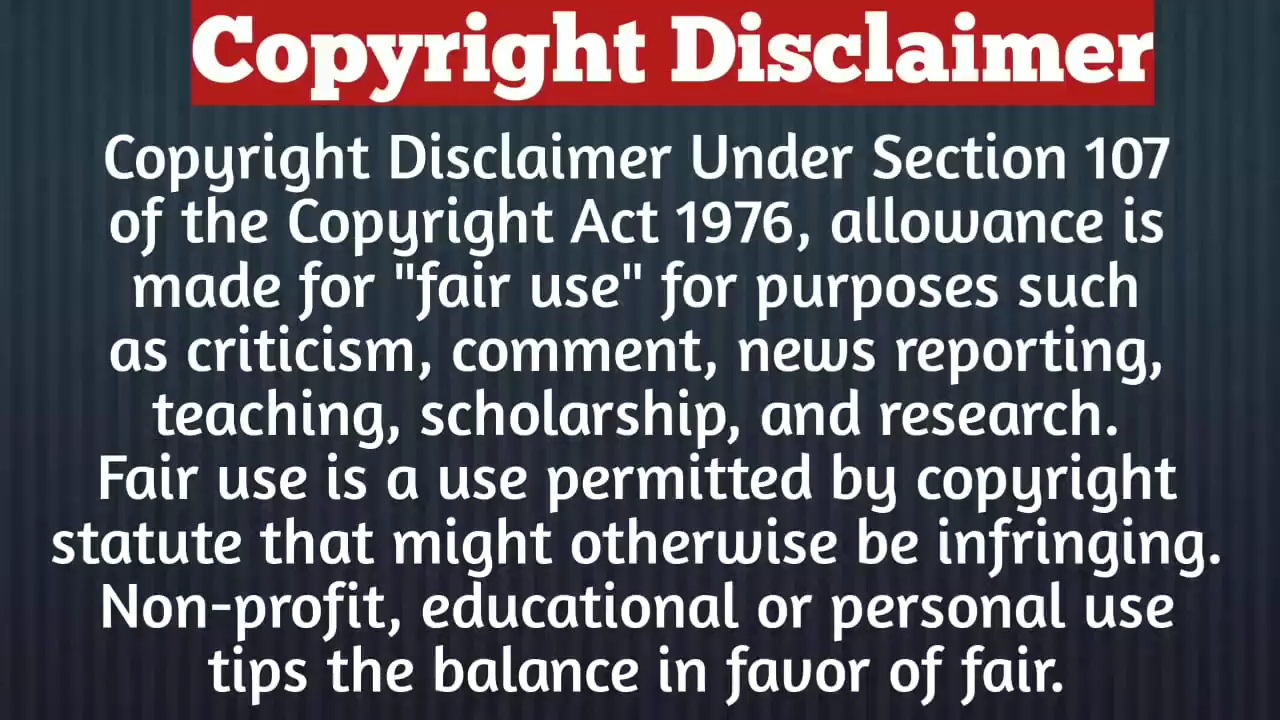 Copyright Disclaimer
Copyright Disclaimer Under Section 107
of the Copyright Act 1976, allowance is
made for "fair use" for purposes such
as criticism, comment, news reporting,
teaching, scholarship, and research.
Fair use is a use permitted by copyright
statute that might otherwise be infringing.
Non-profit, educational or personal use
tips the balance in favor of fair.